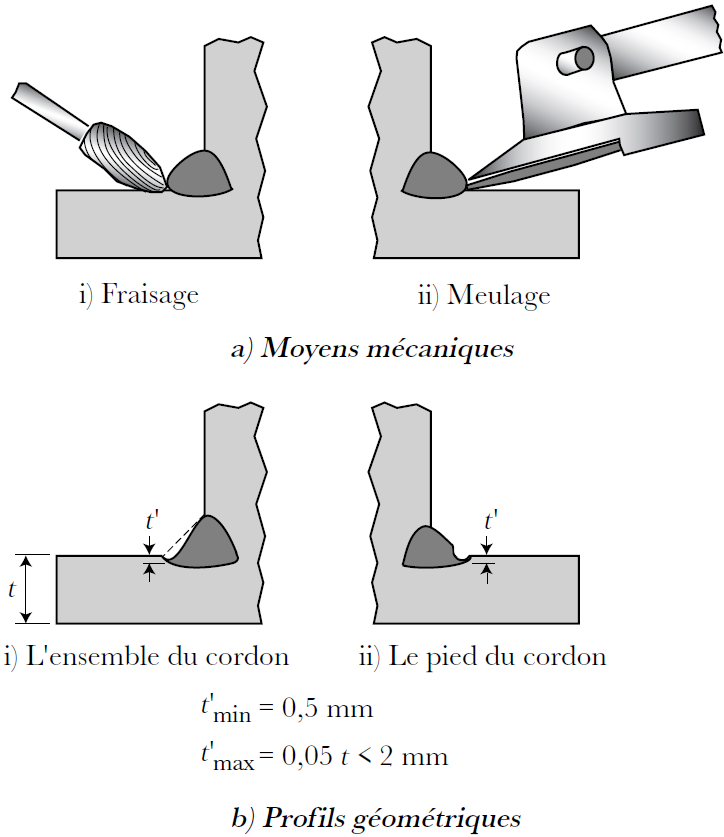 i) Fraisage
ii) Meulage
a) Moyens mécaniques
t'
t
t'
i) L'ensemble du cordon
ii) Le pied du cordon
t'min = 0,5 mm
t'max = 0,05 t < 2 mm
b) Profils géométriques